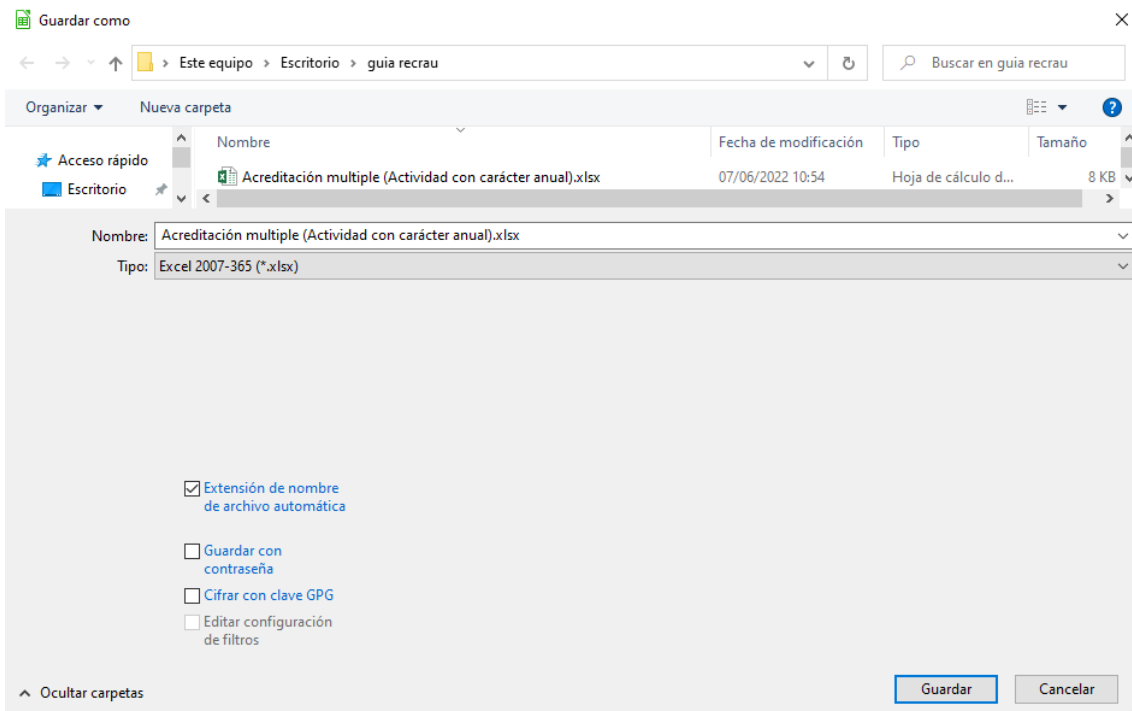 Guardar como
Este equipo > Escritorio > guia recrau
Buscar en guia recrau
Organizar
Nueva carpeta
Acceso rápido
Escritorio
Nombre Fecha de modificación Tipo Tamaño
Acreditación multiple (Actividad con carácter anual).xlsx 07/06/2022 10:54 Hoja de cálculo d... 8 KB
Nombre: Acreditación multiple (Actividad con carácter anual).xlsx
Tipo: Excel 2007-365 (*.xlsx)
Extensión de nombre
de archivo automática
Guardar con
contraseña
Cifrar con clave GPG
Editar configuración
de filtros
Ocultar carpetas
Guardar
Cancelar